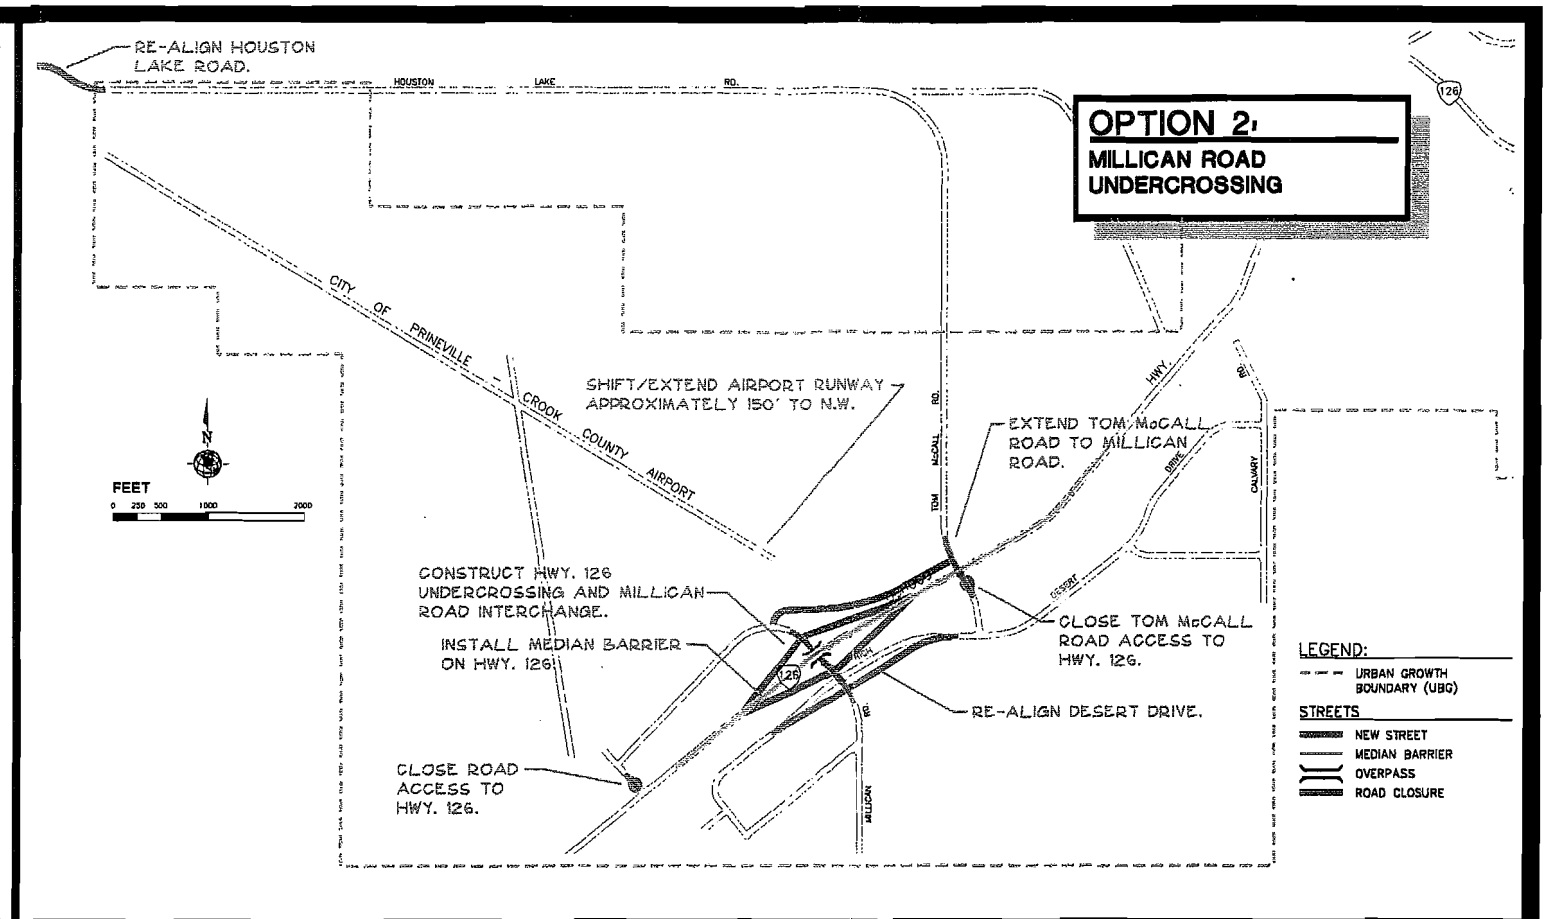 RE-ALIGN HOUSTON
LAKE ROAD.
HOUSTON LAKE RD.
126
OPTION 2:
MILLICAN ROAD
UNDERCROSSING
CITY OF PRINEVILLE - CROOK COUNTY AIRPORT
SHIFT/EXTEND AIRPORT RUNWAY
APPROXIMATELY 150' TO N.W.
TOM McCALL RD.
HWY.
RD.
EXTEND TOM McCALL
ROAD TO MILLICAN
ROAD.
DRIVE
CALVARY
N
FEET
0 250 500 1000 2000
CONSTRUCT HWY. 126
UNDERCROSSING AND MILLICAN
ROAD INTERCHANGE.
DESERT
CLOSE TOM McCALL
ROAD ACCESS TO
HWY. 126.
INSTALL MEDIAN BARRIER
ON HWY. 126.
126
RD.
RE-ALIGN DESERT DRIVE.
CLOSE ROAD
ACCESS TO
HWY. 126.
MILLICAN
LEGEND:
URBAN GROWTH
BOUNDARY (UBG)
STREETS
NEW STREET
MEDIAN BARRIER
OVERPASS
ROAD CLOSURE